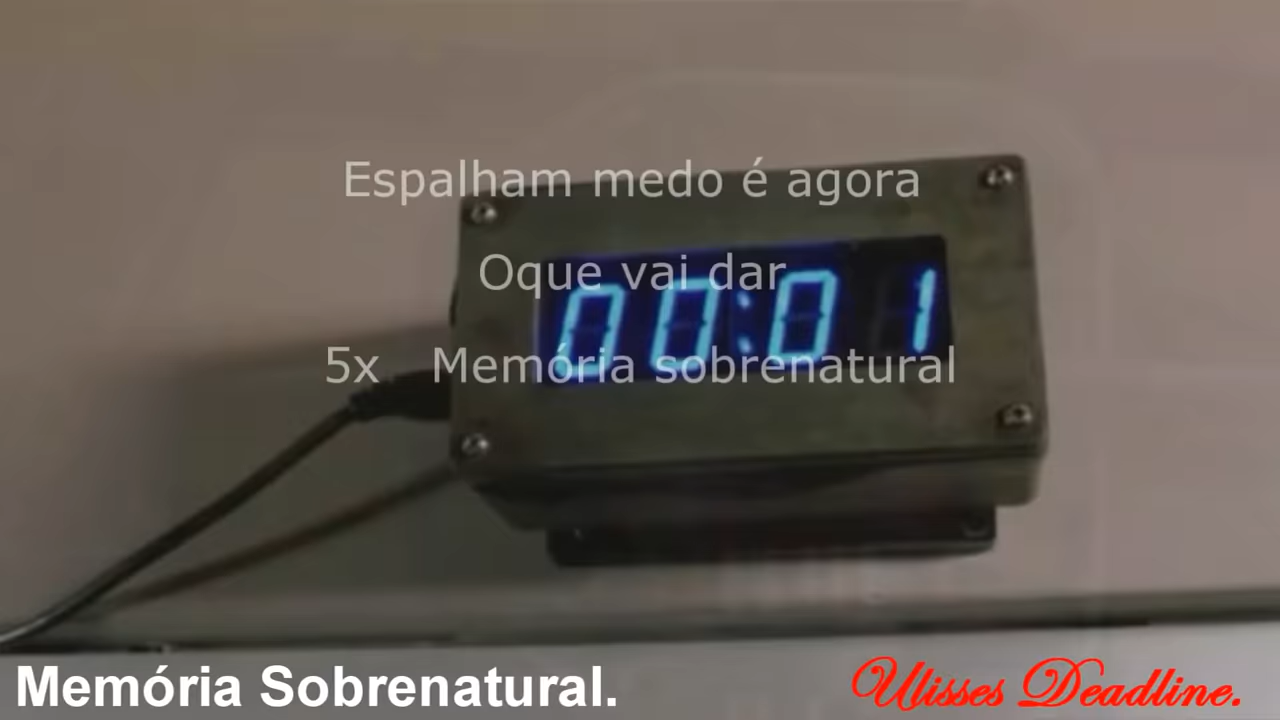 Espalham medo é agora
Oque vai dar
00:01
5x Memória sobrenatural
Memória Sobrenatural.
Ulisses Deadline.